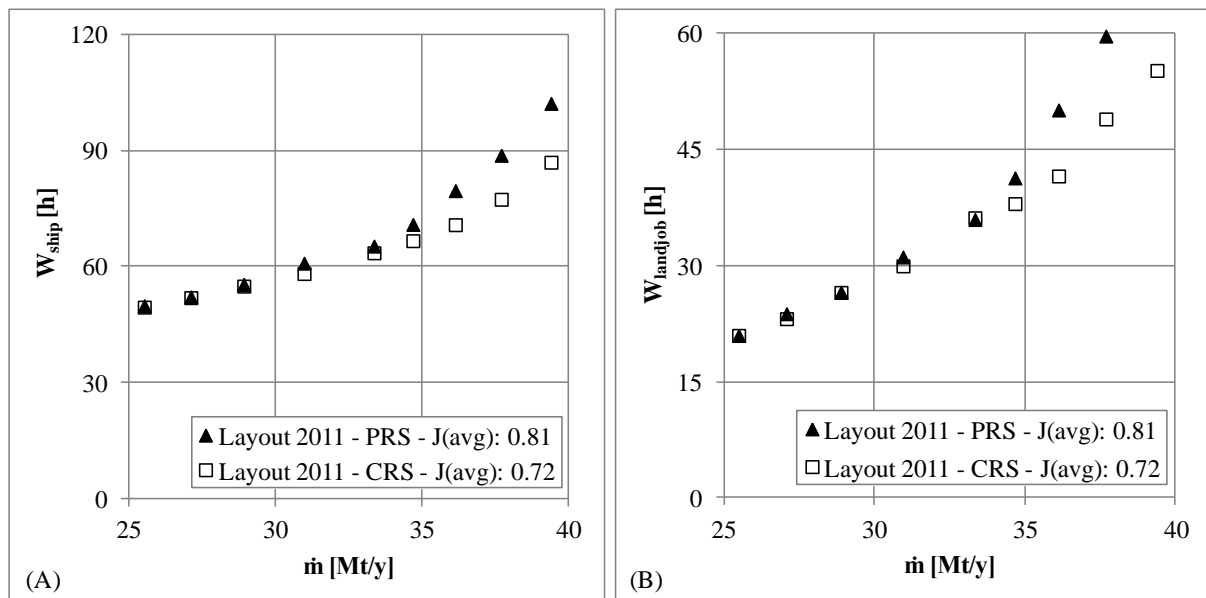 120
90
60
30
0
W_ship [h]
Layout 2011 - PRS - J(avg): 0.81
Layout 2011 - CRS - J(avg): 0.72
25 30 35 40
ṁ [Mt/y]
(A)
60
45
30
15
0
W_landjob [h]
Layout 2011 - PRS - J(avg): 0.81
Layout 2011 - CRS - J(avg): 0.72
25 30 35 40
ṁ [Mt/y]
(B)